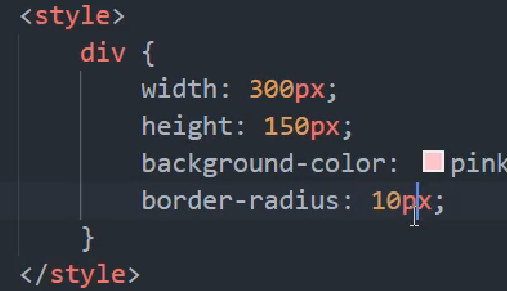 <style>
div {
width: 300px;
height: 150px;
background-color: pink
border-radius: 10px;
}
</style>